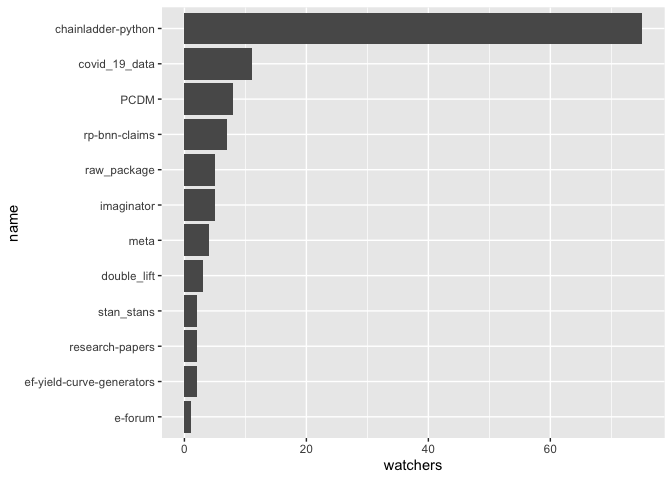 chainladder-python
covid_19_data
PCDM
rp-bnn-claims
raw_package
imaginator
meta
double_lift
stan_stans
research-papers
ef-yield-curve-generators
e-forum
name
0 20 40 60
watchers